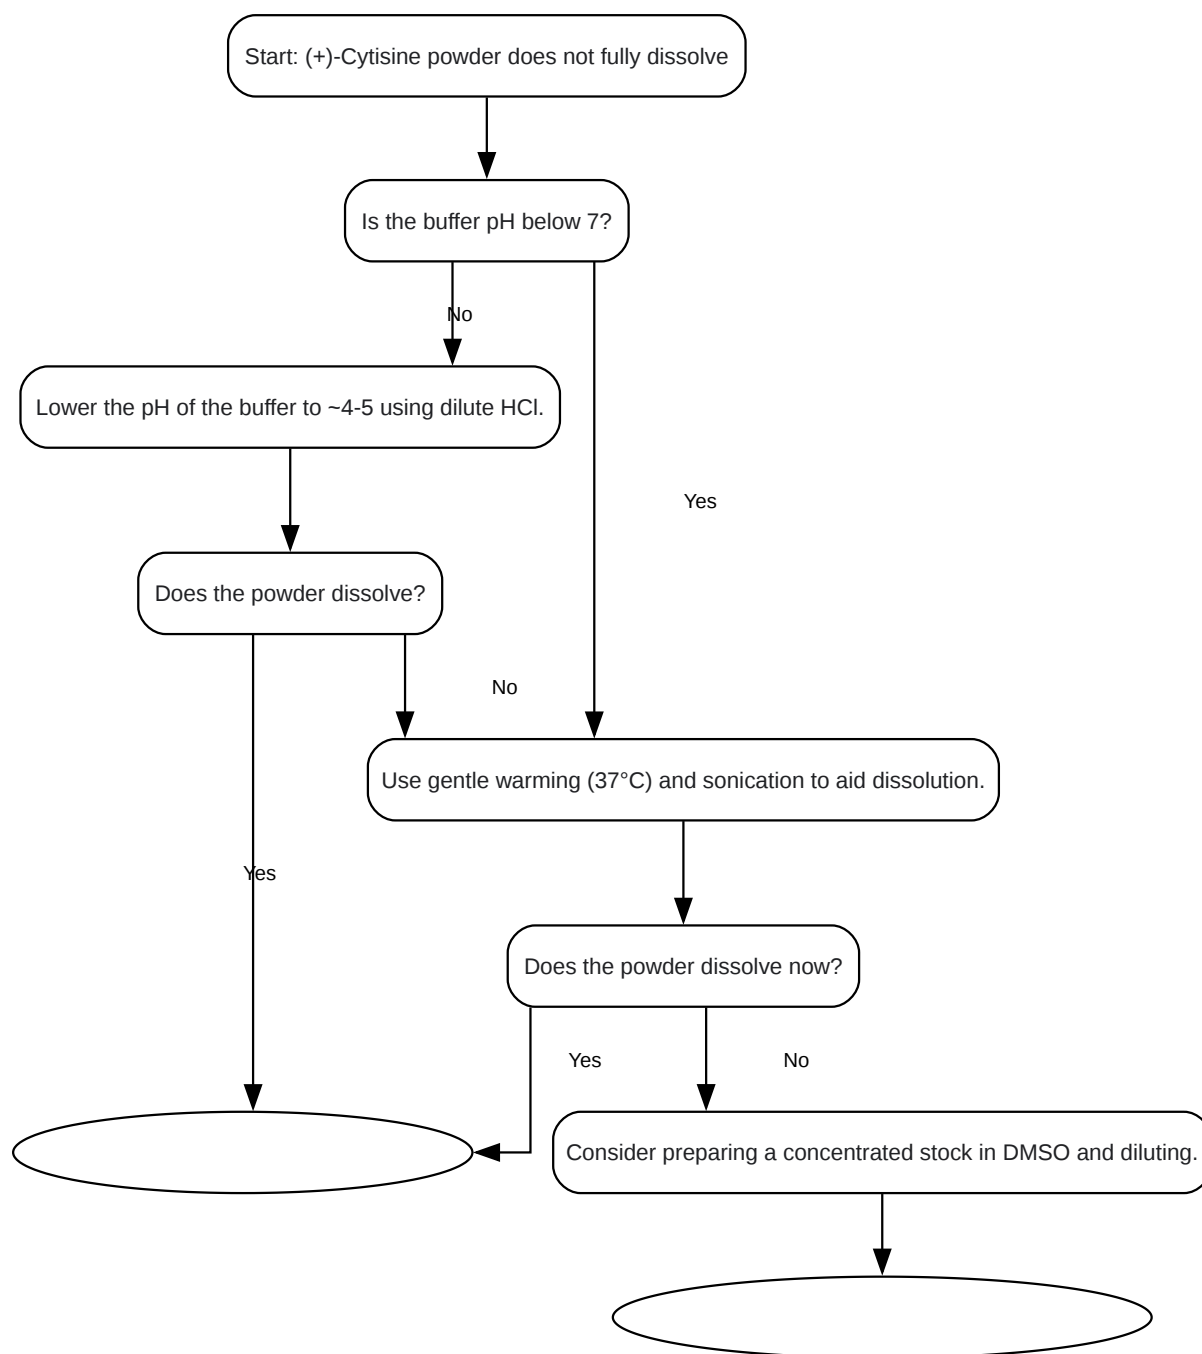 Start: (+)-Cytisine powder does not fully dissolve
Is the buffer pH below 7?
No
Lower the pH of the buffer to ~4-5 using dilute HCl.
Yes
Does the powder dissolve?
No
Use gentle warming (37°C) and sonication to aid dissolution.
Yes
Does the powder dissolve now?
Yes
No
Consider preparing a concentrated stock in DMSO and diluting.